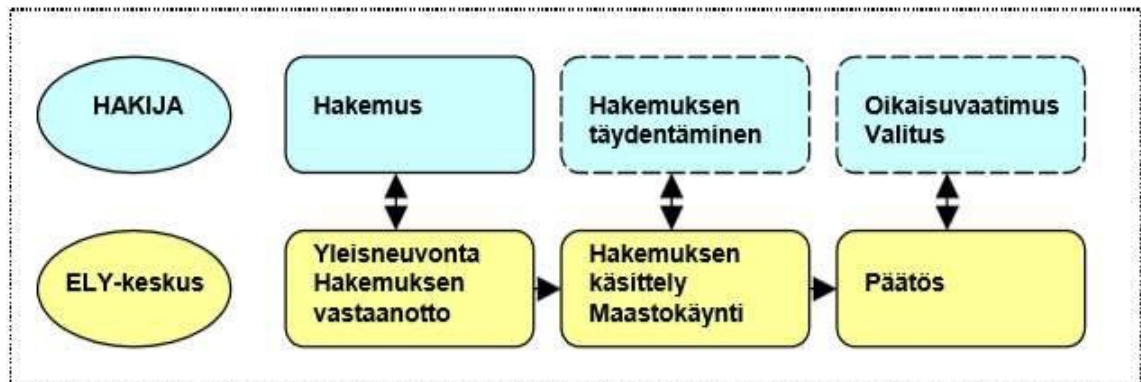 HAKIJA
Hakemus
Hakemuksen
täydentäminen
Oikaisuvaatimus
Valitus
ELY-keskus
Yleisneuvonta
Hakemuksen
vastaanotto
Hakemuksen
käsittely
Maastokäynti
Päätös